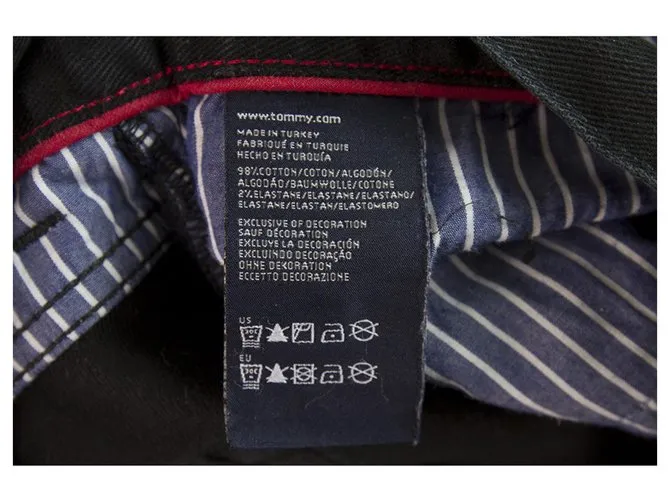 www.tommy.com
MADE IN TURKEY
FABRIQUÉ EN TURQUIE
HECHO EN TURQUÍA
98% COTTON/COTON/ALGODÓN/
ALGODÃO/BAUMWOLLE/COTONE
2% ELASTANE/ELASTANE/ELASTANO/
ELASTANE/ELASTAN/ELASTOMERO
EXCLUSIVE OF DECORATION
SAUF DÉCORATION
EXCLUYE LA DECORACIÓN
EXCLUINDO DECORAÇÃO
OHNE DEKORATION
ECCETTO DECORAZIONE
US
30C
EU
30C